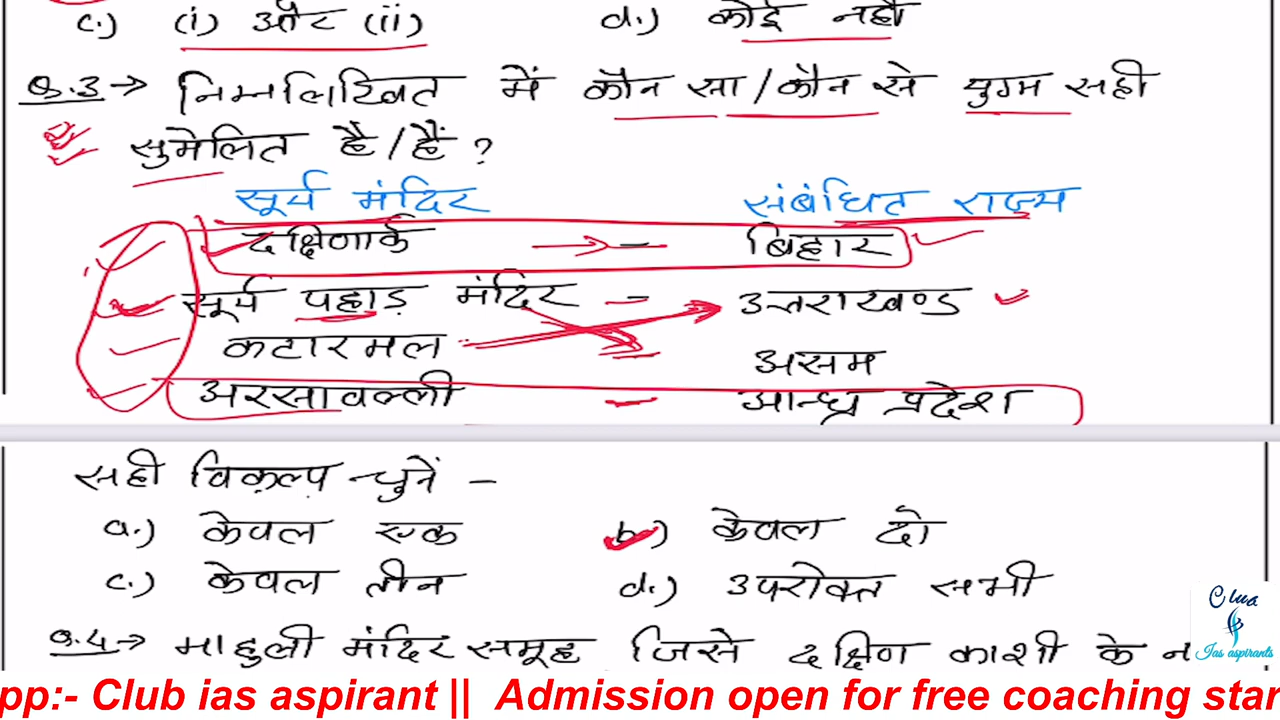 c.) (i) और (ii) d.) कोई नहीं
Q.3→ निम्नलिखित में कौन सा/कौन से युग्म सही
सुमेलित है/हैं?
सूर्य मंदिर संबंधित राज्य
दक्षिणार्क - बिहार
सूर्य पहाड़ मंदिर - उत्तराखण्ड
कटारमल - असम
अरसावल्ली - आन्ध्र प्रदेश
सही विकल्प चुनें -
a.) केवल एक b.) केवल दो
c.) केवल तीन d.) उपरोक्त सभी
Q.4→ माहुली मंदिर समूह जिसे दक्षिण काशी के न
Club
Ias aspirants
pp:- Club ias aspirant || Admission open for free coaching star